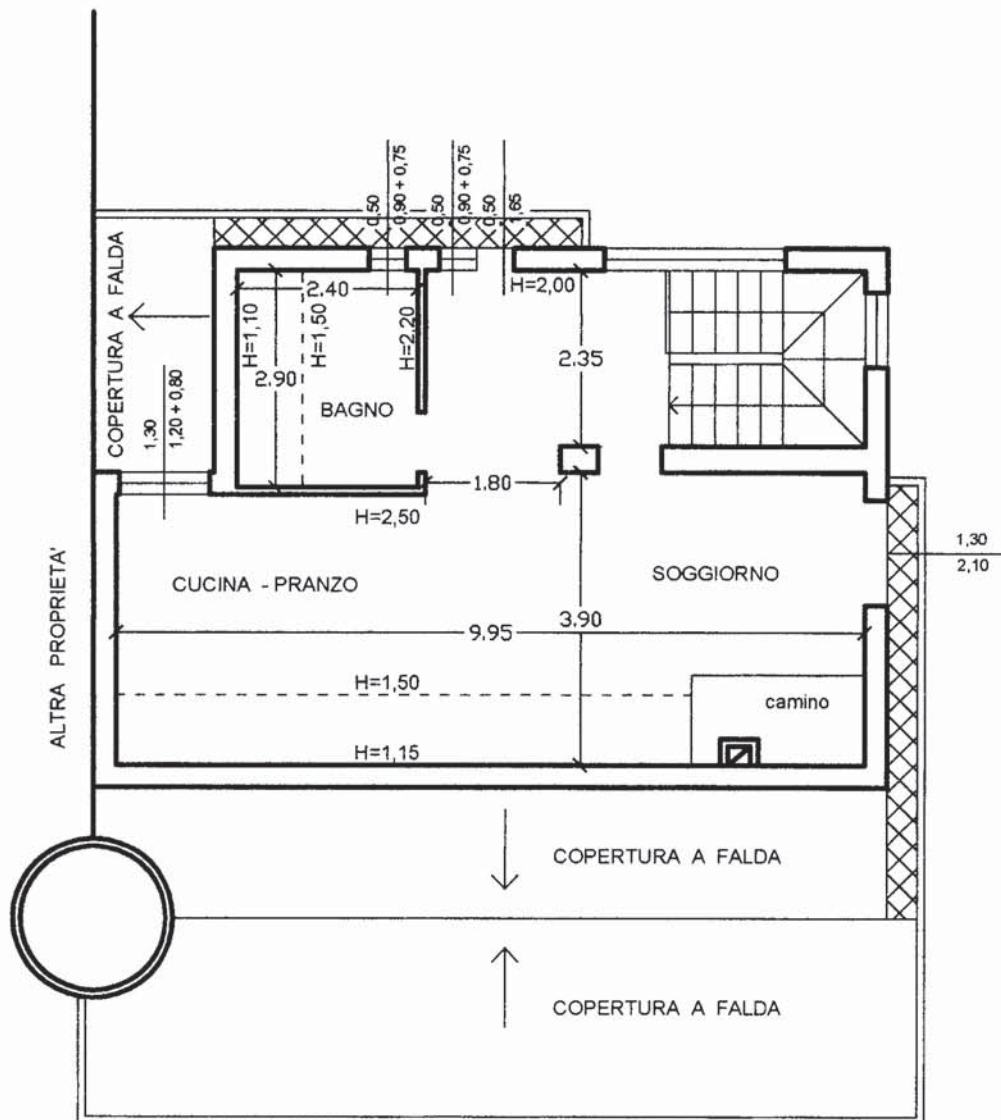 0,50
0,90 + 0,75
0,50
0,90 + 0,75
0,50
1,65
COPERTURA A FALDA
2.40
H=2,00
H=1,10
H=1,50
H=2,20
2.90
2.35
BAGNO
1,30
1,20 + 0,80
1.80
H=2,50
1,30
2,10
CUCINA - PRANZO
SOGGIORNO
3.90
9.95
ALTRA PROPRIETA'
H=1,50
camino
H=1,15
COPERTURA A FALDA
COPERTURA A FALDA